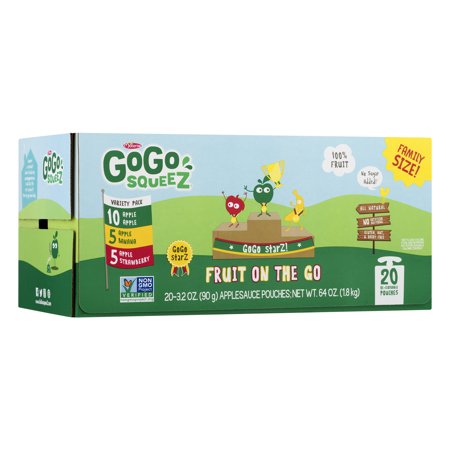 GoGo
SQUEEZ
VARIETY PACK
10 APPLE APPLE
5 APPLE BANANA
5 APPLE STRAWBERRY
100% FRUIT
No Sugar Added!
FAMILY SIZE!
ALL NATURAL
GoGo StarZ!
GoGo StarZ
FRUIT ON THE GO
NON GMO Project
VERIFIED
20 RE-CLOSABLE POUCHES
20-3.2 OZ. (90 g) APPLESAUCE POUCHES: NET WT. 64 OZ. (1.8 kg)